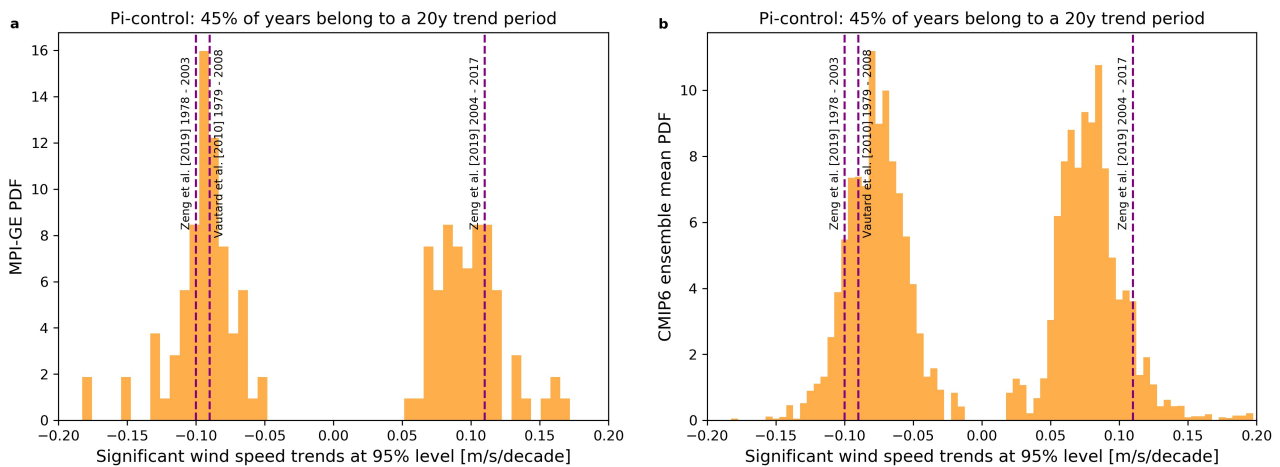 a
Pi-control: 45% of years belong to a 20y trend period
MPI-GE PDF
16
14
12
10
8
6
4
2
0
Zeng et al. [2019] 1978 - 2003
Vautard et al. [2010] 1979 - 2008
Zeng et al. [2019] 2004 - 2017
−0.20 −0.15 −0.10 −0.05 0.00 0.05 0.10 0.15 0.20
Significant wind speed trends at 95% level [m/s/decade]
b
Pi-control: 45% of years belong to a 20y trend period
CMIP6 ensemble mean PDF
10
8
6
4
2
0
Zeng et al. [2019] 1978 - 2003
Vautard et al. [2010] 1979 - 2008
Zeng et al. [2019] 2004 - 2017
−0.20 −0.15 −0.10 −0.05 0.00 0.05 0.10 0.15 0.20
Significant wind speed trends at 95% level [m/s/decade]